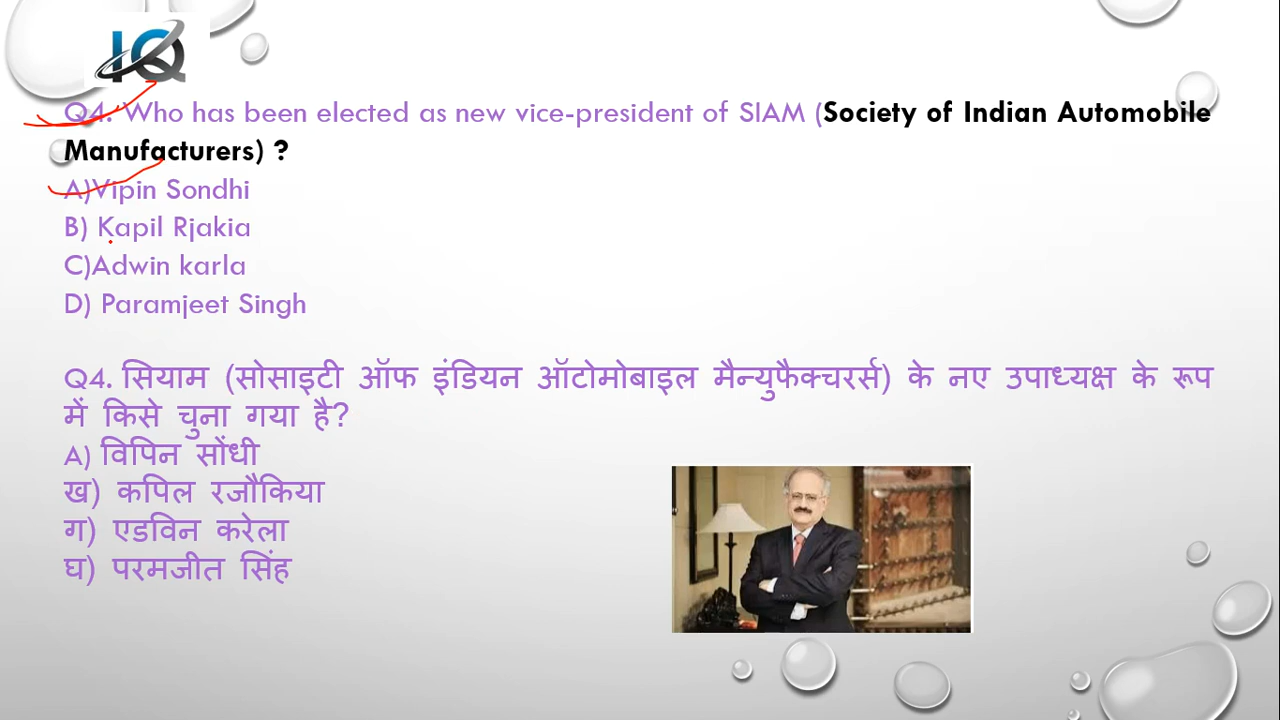 IQ
Q4. Who has been elected as new vice-president of SIAM (Society of Indian Automobile
Manufacturers) ?
A)Vipin Sondhi
B) Kapil Rjakia
C)Adwin karla
D) Paramjeet Singh
Q4. सियाम (सोसाइटी ऑफ इंडियन ऑटोमोबाइल मैन्युफैक्चरर्स) के नए उपाध्यक्ष के रूप
में किसे चुना गया है?
A) विपिन सोंधी
ख) कपिल रजौकिया
ग) एडविन करेला
घ) परमजीत सिंह